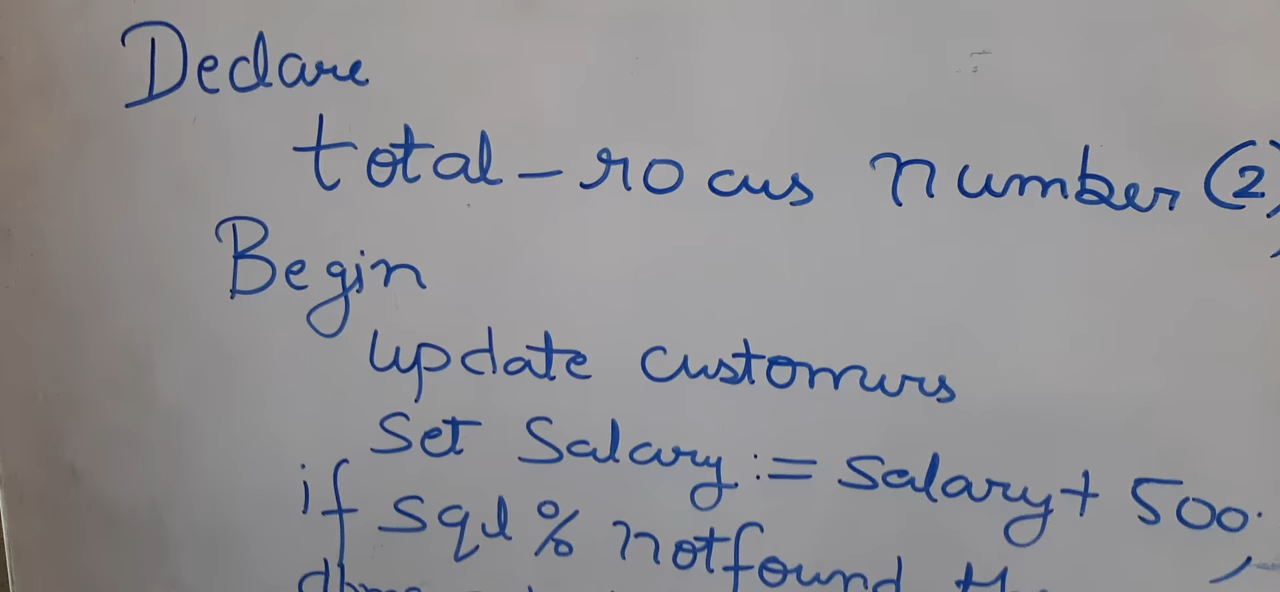 Declare
total-rows number (2)
Begin
update customers
Set Salary := Salary + 500;
if sql % notfound